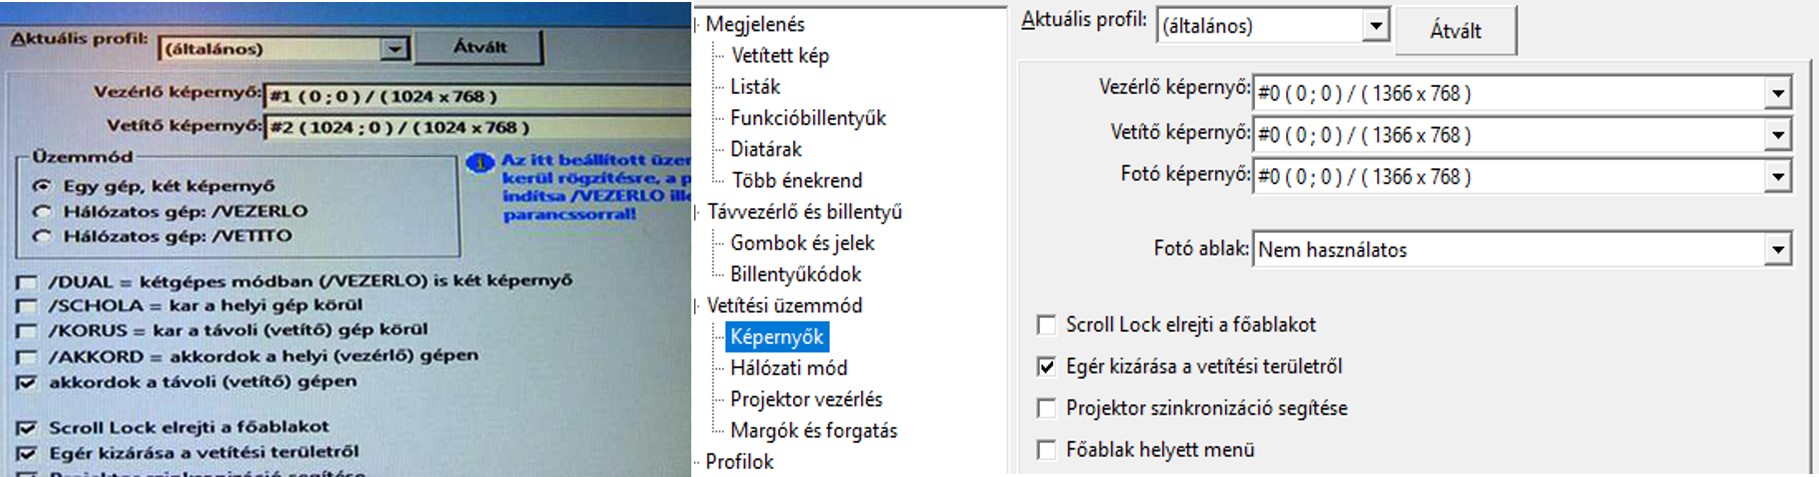 Aktuális profil: (általános) Átvált
Vezérlő képernyő: #1 ( 0 ; 0 ) / ( 1024 x 768 )
Vetítő képernyő: #2 ( 1024 ; 0 ) / ( 1024 x 768 )
Üzemmód
Egy gép, két képernyő
Hálózatos gép: /VEZERLO
Hálózatos gép: /VETITO
Az itt beállított üzer
kerül rögzítésre, a p
indítsa /VEZERLO ille
parancssorral!
/DUAL = kétgépes módban (/VEZERLO) is két képernyő
/SCHOLA = kar a helyi gép körül
/KORUS = kar a távoli (vetítő) gép körül
/AKKORD = akkordok a helyi (vezérlő) gépen
akkordok a távoli (vetítő) gépen
Scroll Lock elrejti a főablakot
Egér kizárása a vetítési területről
Projektor szinkronizáció segítése
Megjelenés
Vetített kép
Listák
Funkcióbillentyűk
Diatárak
Több énekrend
Távvezérlő és billentyű
Gombok és jelek
Billentyűkódok
Vetítési üzemmód
Képernyők
Hálózati mód
Projektor vezérlés
Margók és forgatás
Profilok
Aktuális profil: (általános) Átvált
Vezérlő képernyő: #0 ( 0 ; 0 ) / ( 1366 x 768 )
Vetítő képernyő: #0 ( 0 ; 0 ) / ( 1366 x 768 )
Fotó képernyő: #0 ( 0 ; 0 ) / ( 1366 x 768 )
Fotó ablak: Nem használatos
Scroll Lock elrejti a főablakot
Egér kizárása a vetítési területről
Projektor szinkronizáció segítése
Főablak helyett menü